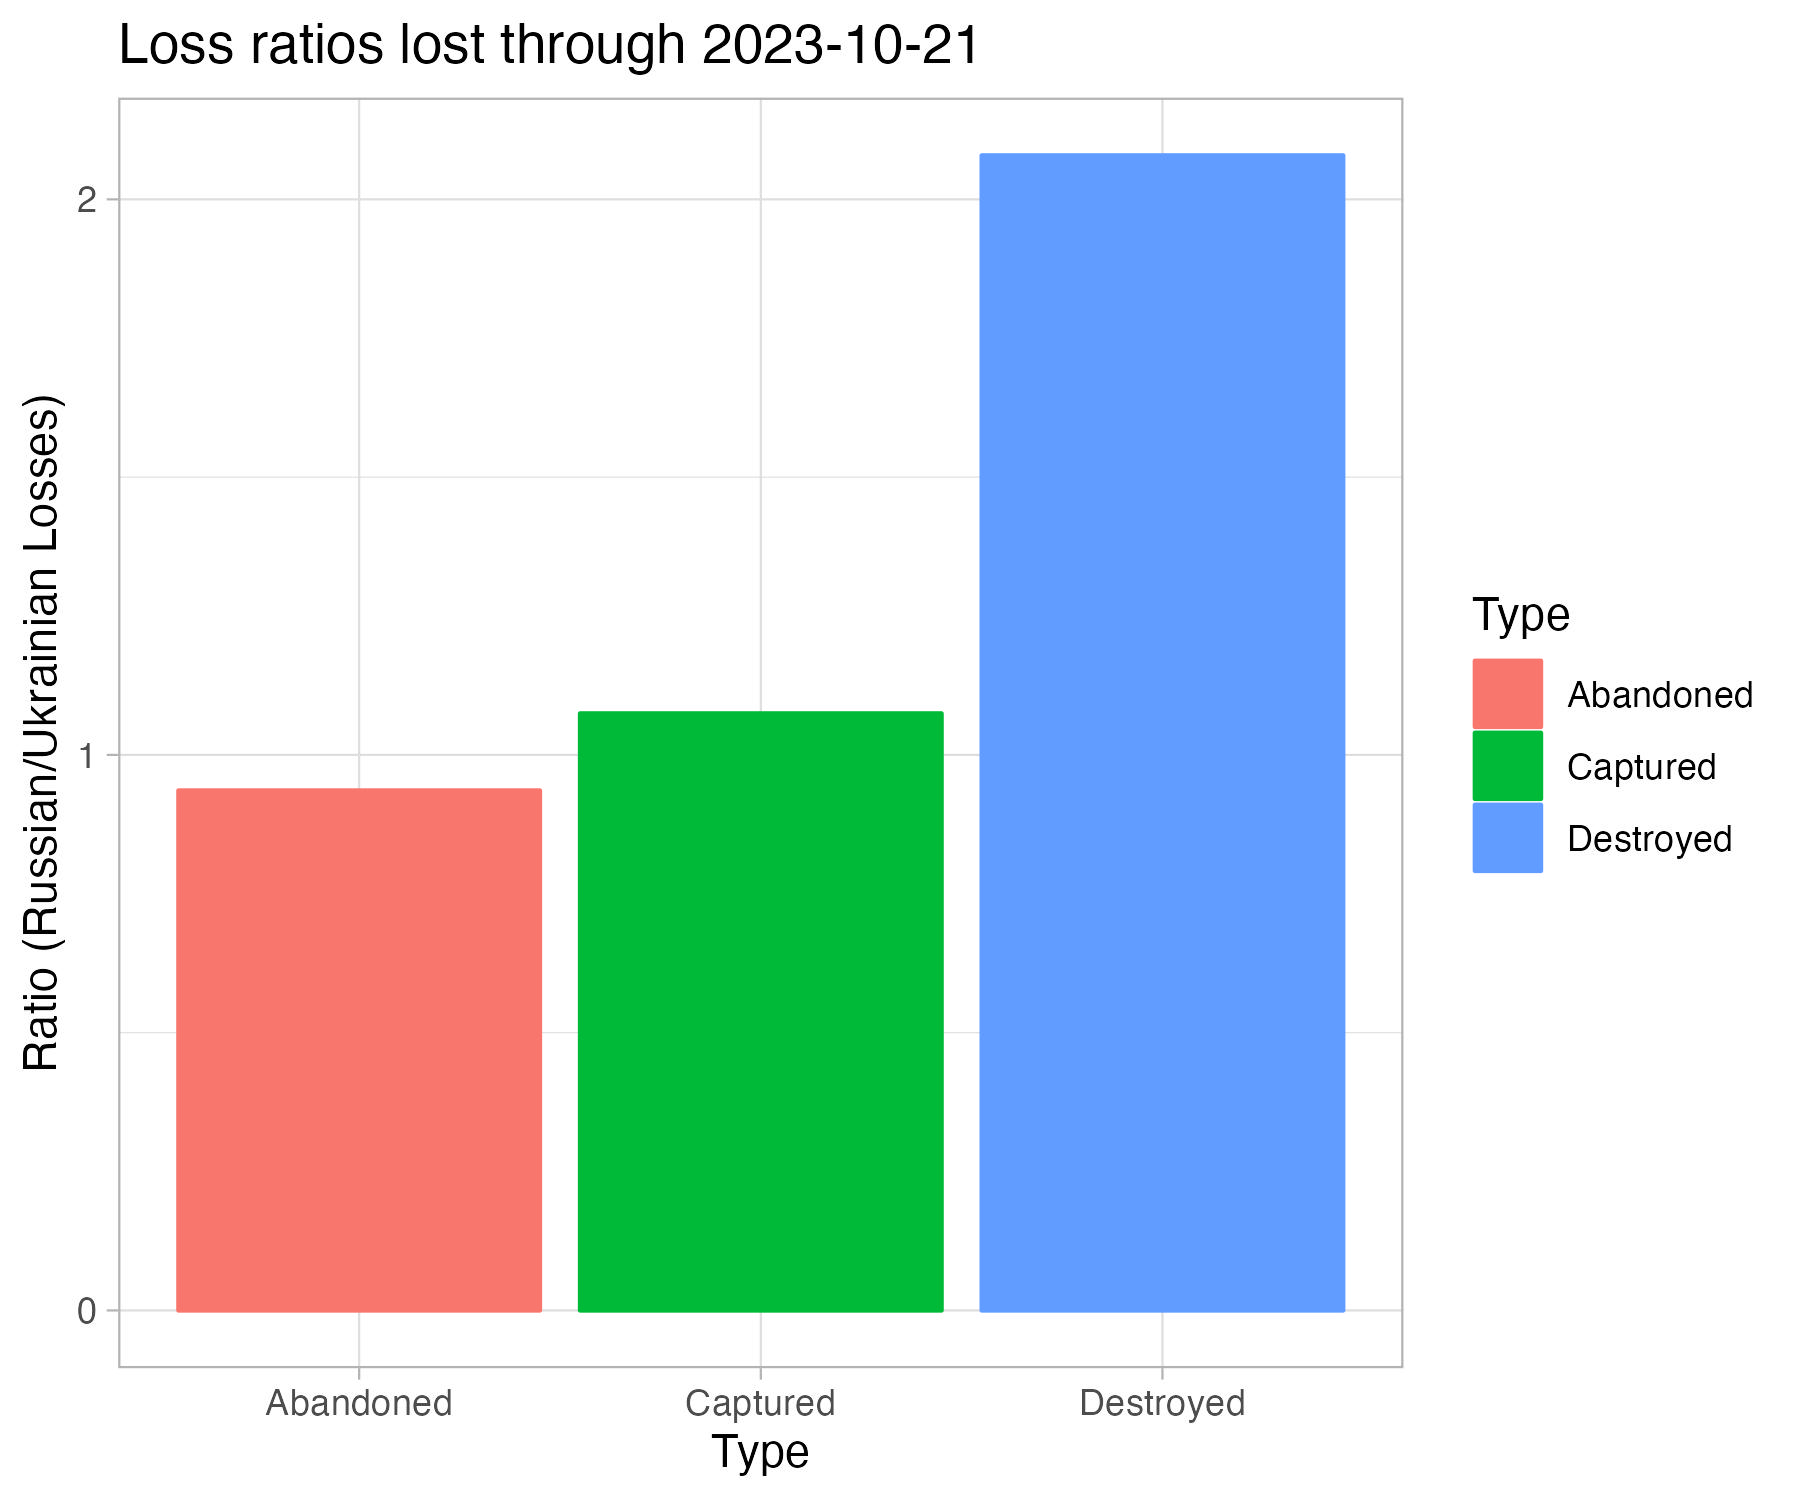 Loss ratios lost through 2023-10-21
Ratio (Russian/Ukrainian Losses)
2
1
0
Abandoned
Captured
Destroyed
Type
Type
Abandoned
Captured
Destroyed